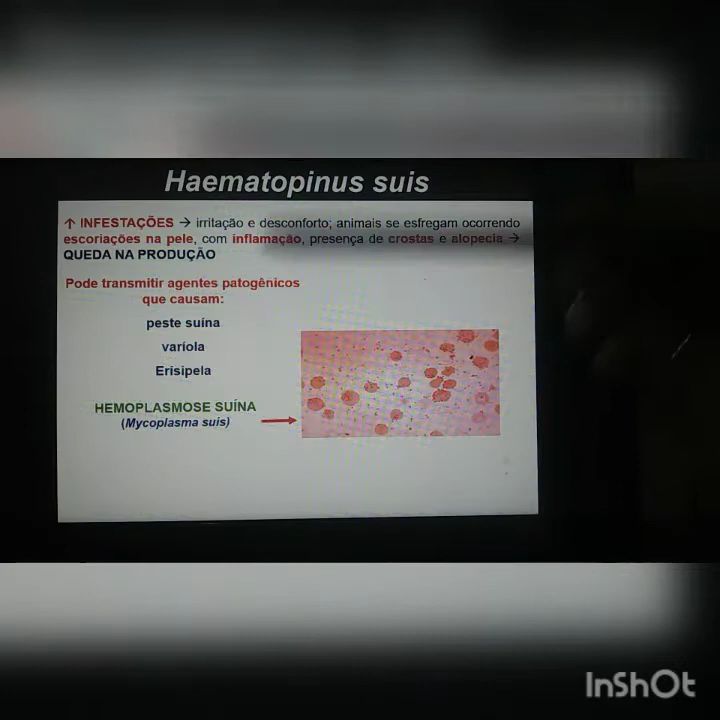 Haematopinus suis
↑ INFESTAÇÕES → irritação e desconforto; animais se esfregam ocorrendo
escoriações na pele, com inflamação, presença de crostas e alopecia →
QUEDA NA PRODUÇÃO
Pode transmitir agentes patogênicos
que causam:
peste suína
varíola
Erisipela
HEMOPLASMOSE SUÍNA
(Mycoplasma suis)
InShOt